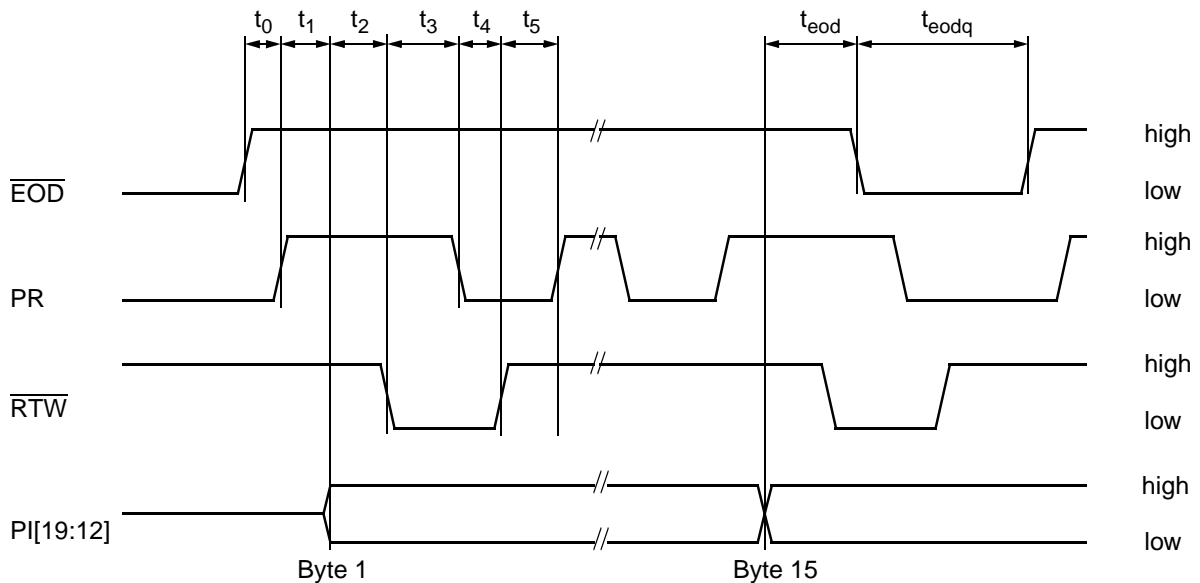 t0 t1 t2 t3 t4 t5 teod teodq
high
EOD
low
high
PR
low
high
RTW
low
high
PI[19:12]
low
Byte 1 Byte 15